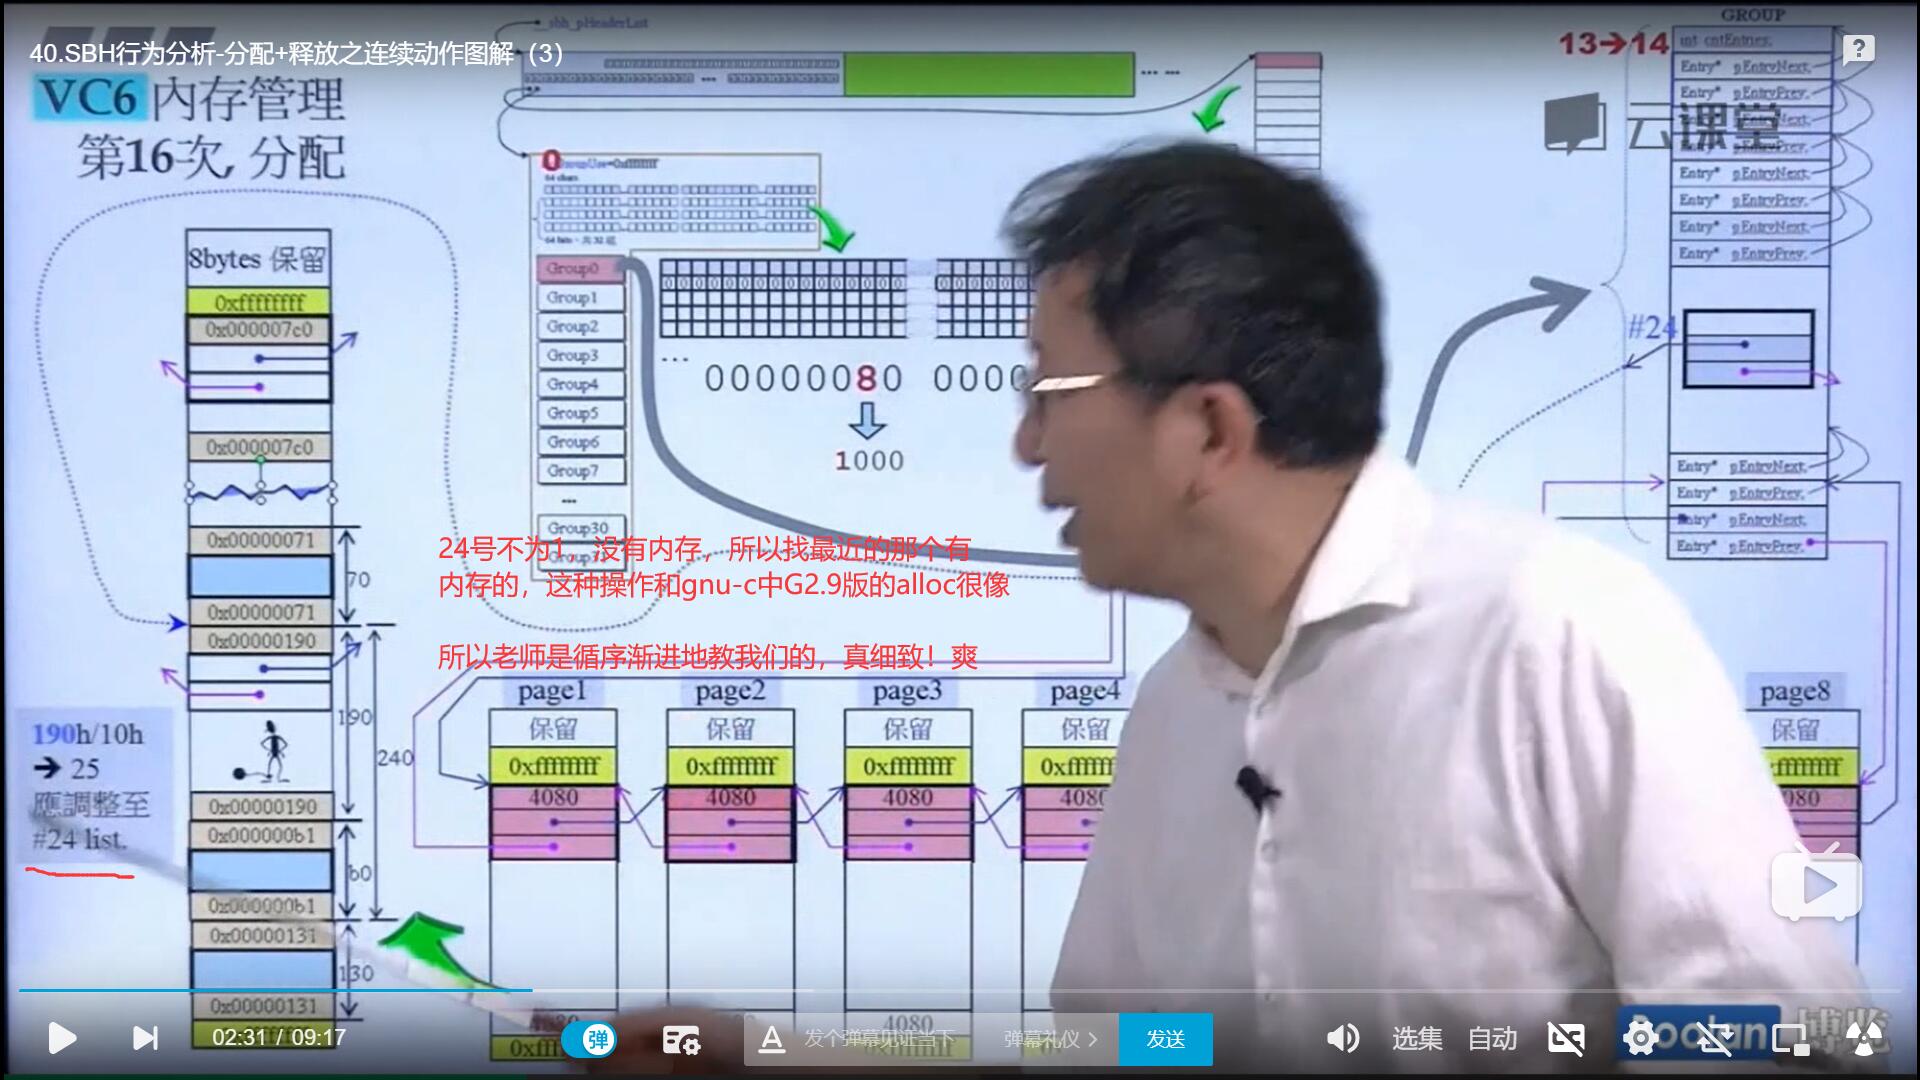 40.SBH行为分析-分配+释放之连续动作图解（3）
VC6 內存管理
第16次, 分配
_sbh_pHeaderList
13→14
GROUP
int cntEntries;
Entry* pEntryNext;
Entry* pEntryPrev;
云课堂
Entry* pEntryPrev;
Entry* pEntryNext;
Entry* pEntryPrev;
Entry* pEntryNext;
Entry* pEntryPrev;
#24
Entry* pEntryNext;
Entry* pEntryPrev;
Entry* pEntryNext;
Entry* pEntryPrev;
0
64 chars
Group0
Group1
Group2
Group3
Group4
Group5
Group6
Group7
...
Group30
...
00000080 0000
1000
8bytes 保留
0xffffffff
0x000007c0
0x000007c0
0x00000071
70
0x00000071
0x00000190
190
240
0x00000190
0x000000b1
b0
0x000000b1
0x00000131
130
0x00000131
190h/10h
→ 25
應調整至
#24 list.
24号不为1，没有内存，所以找最近的那个有
内存的，这种操作和gnu-c中G2.9版的alloc很像
所以老师是循序渐进地教我们的，真细致！爽
page1 page2 page3 page4 page8
保留 保留 保留 保留 保留
0xffffffff 0xffffffff 0xffffffff
4080 4080 4080
02:31 / 09:17
弹
发个弹幕见证当下
弹幕礼仪 >
发送
选集
自动
Boolan 博览